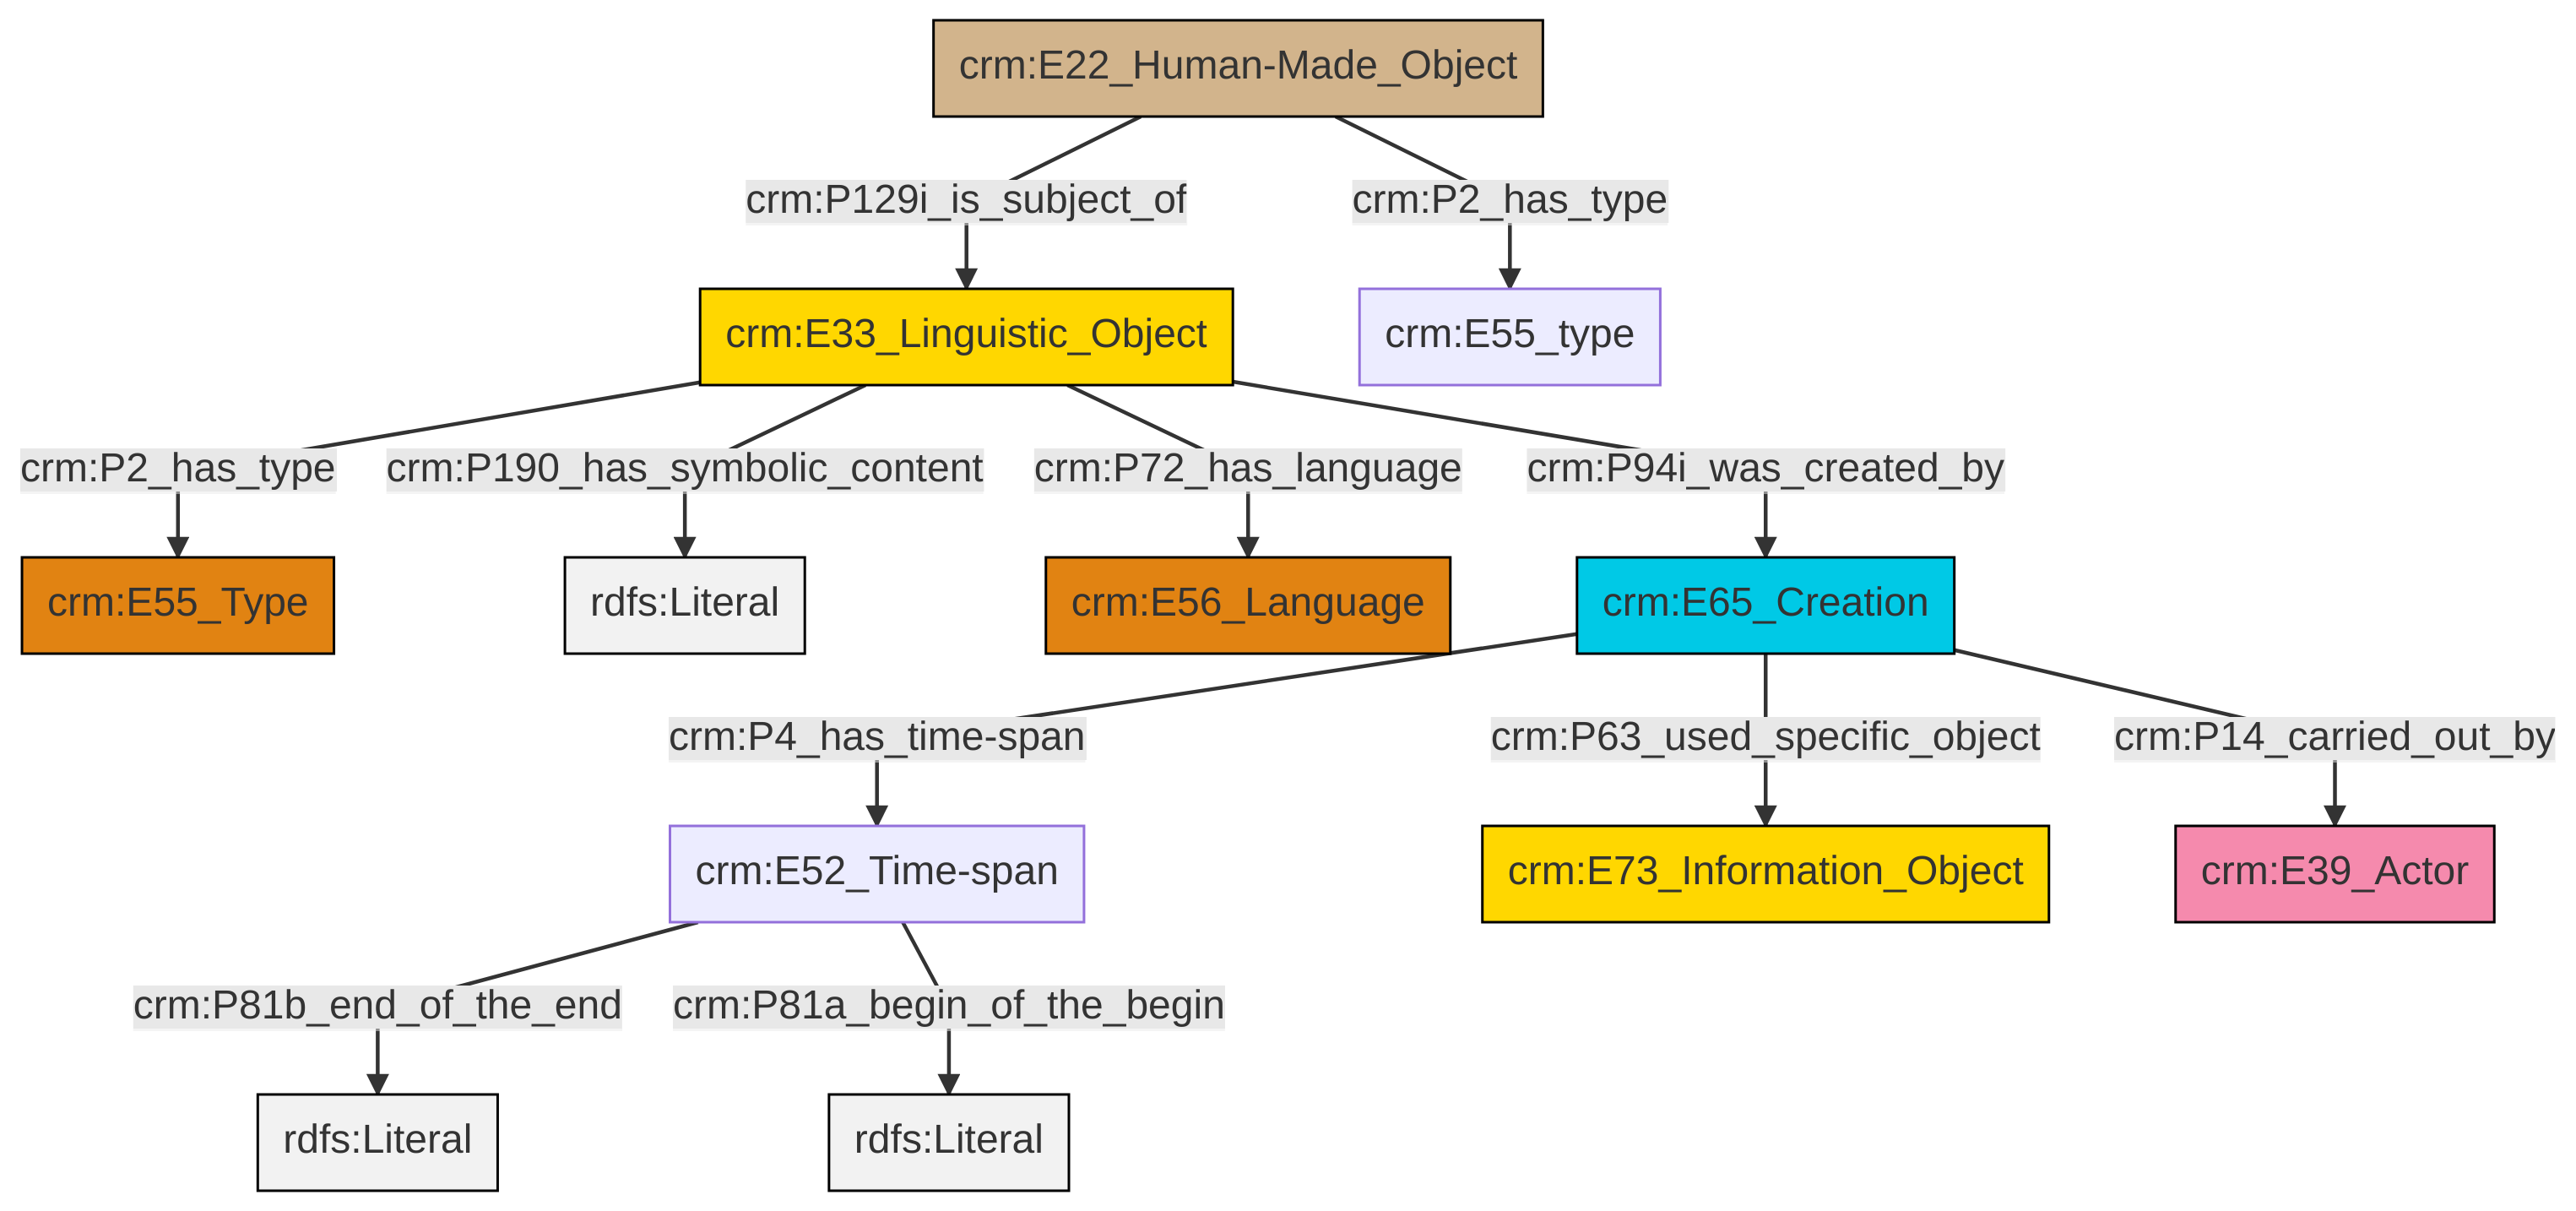 crm:E22_Human-Made_Object
crm:P129i_is_subject_of
crm:P2_has_type
crm:E33_Linguistic_Object
crm:E55_type
crm:P2_has_type
crm:P190_has_symbolic_content
crm:P72_has_language
crm:P94i_was_created_by
crm:E55_Type
rdfs:Literal
crm:E56_Language
crm:E65_Creation
crm:P4_has_time-span
crm:P63_used_specific_object
crm:P14_carried_out_by
crm:E52_Time-span
crm:E73_Information_Object
crm:E39_Actor
crm:P81b_end_of_the_end
crm:P81a_begin_of_the_begin
rdfs:Literal
rdfs:Literal